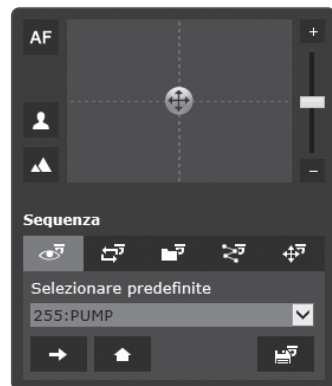 AF
+
-
Sequenza
Selezionare predefinite
255:PUMP